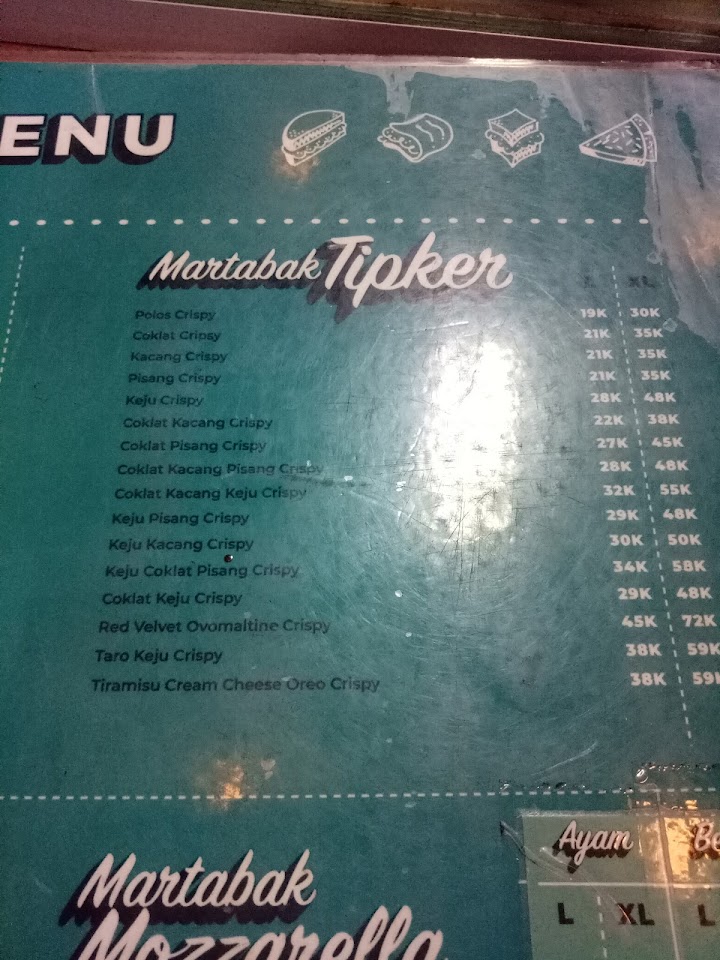 ENU
Martabak Tipker
L XL
Polos Crispy 19K 30K
Coklat Cripsy 21K 35K
Kacang Crispy 21K 35K
Pisang Crispy 21K 35K
Keju Crispy 28K 48K
Coklat Kacang Crispy 22K 38K
Coklat Pisang Crispy 27K 45K
Coklat Kacang Pisang Crispy 28K 48K
Coklat Kacang Keju Crispy 32K 55K
Keju Pisang Crispy 29K 48K
Keju Kacang Crispy 30K 50K
Keju Coklat Pisang Crispy 34K 58K
Coklat Keju Crispy 29K 48K
Red Velvet Ovomaltine Crispy 45K 72K
Taro Keju Crispy 38K 59K
Tiramisu Cream Cheese Oreo Crispy 38K 59K
Martabak
Mozzarella
Ayam Be
L XL L